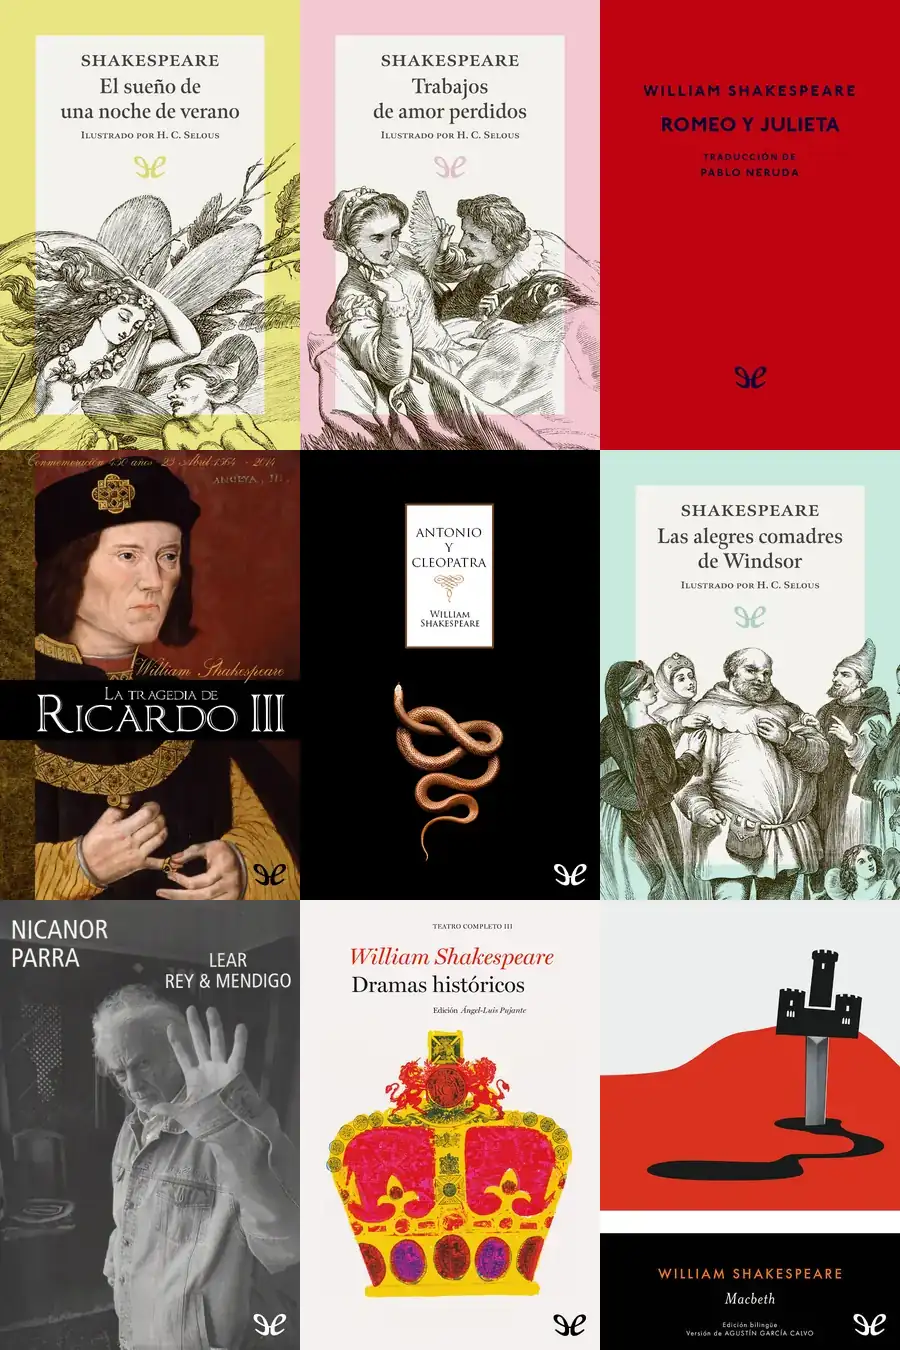 SHAKESPEARE
El sueño de
una noche de verano
ILUSTRADO POR H. C. SELOUS
SHAKESPEARE
Trabajos
de amor perdidos
ILUSTRADO POR H. C. SELOUS
WILLIAM SHAKESPEARE
ROMEO Y JULIETA
TRADUCCIÓN DE
PABLO NERUDA
Conmemoración 450 años - 23 Abril 1564 - 2014
William Shakespeare
LA TRAGEDIA DE
RICARDO III
ANTONIO
Y
CLEOPATRA
WILLIAM
SHAKESPEARE
SHAKESPEARE
Las alegres comadres
de Windsor
ILUSTRADO POR H. C. SELOUS
NICANOR
PARRA
LEAR
REY & MENDIGO
TEATRO COMPLETO III
William Shakespeare
Dramas históricos
Edición Ángel-Luis Pujante
WILLIAM SHAKESPEARE
Macbeth
Edición bilingüe
Versión de AGUSTÍN GARCÍA CALVO